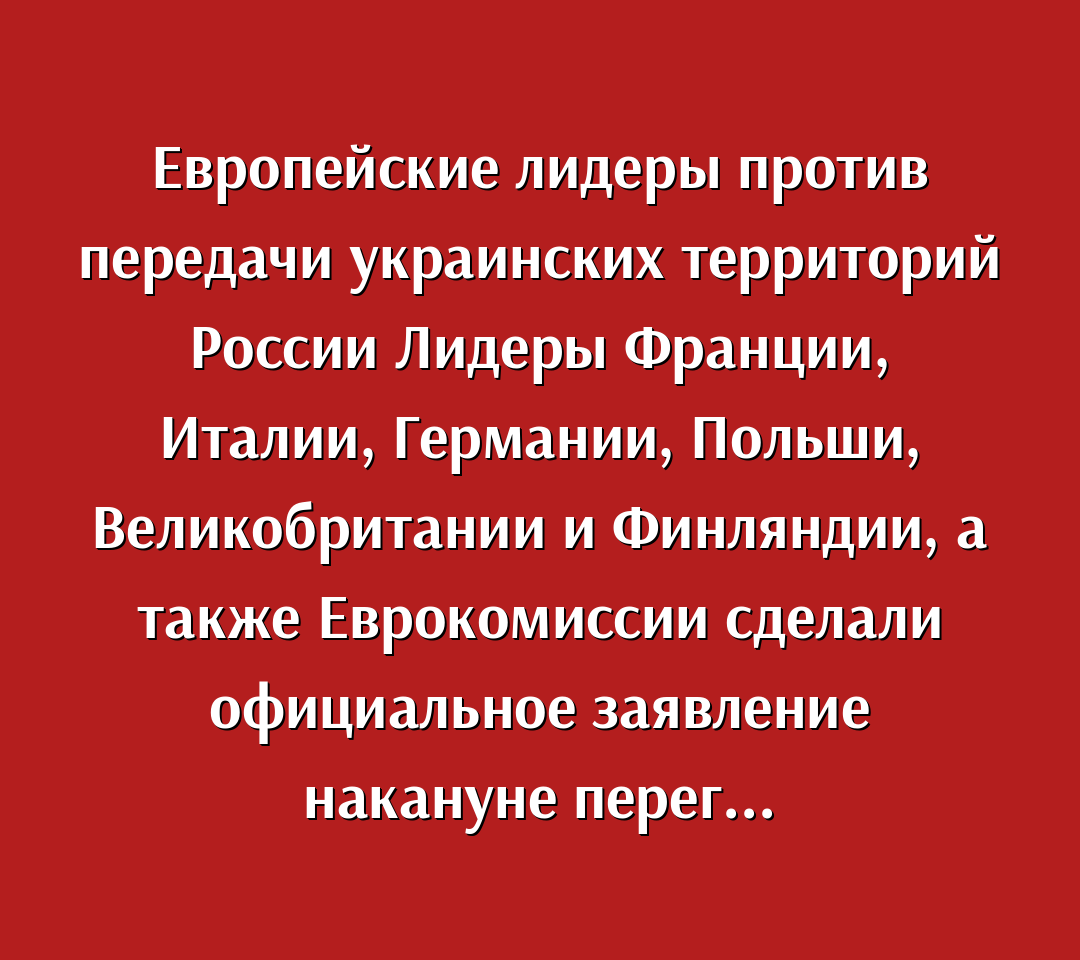 Европейские лидеры против
передачи украинских территорий
России Лидеры Франции,
Италии, Германии, Польши,
Великобритании и Финляндии, а
также Еврокомиссии сделали
официальное заявление
накануне перег...